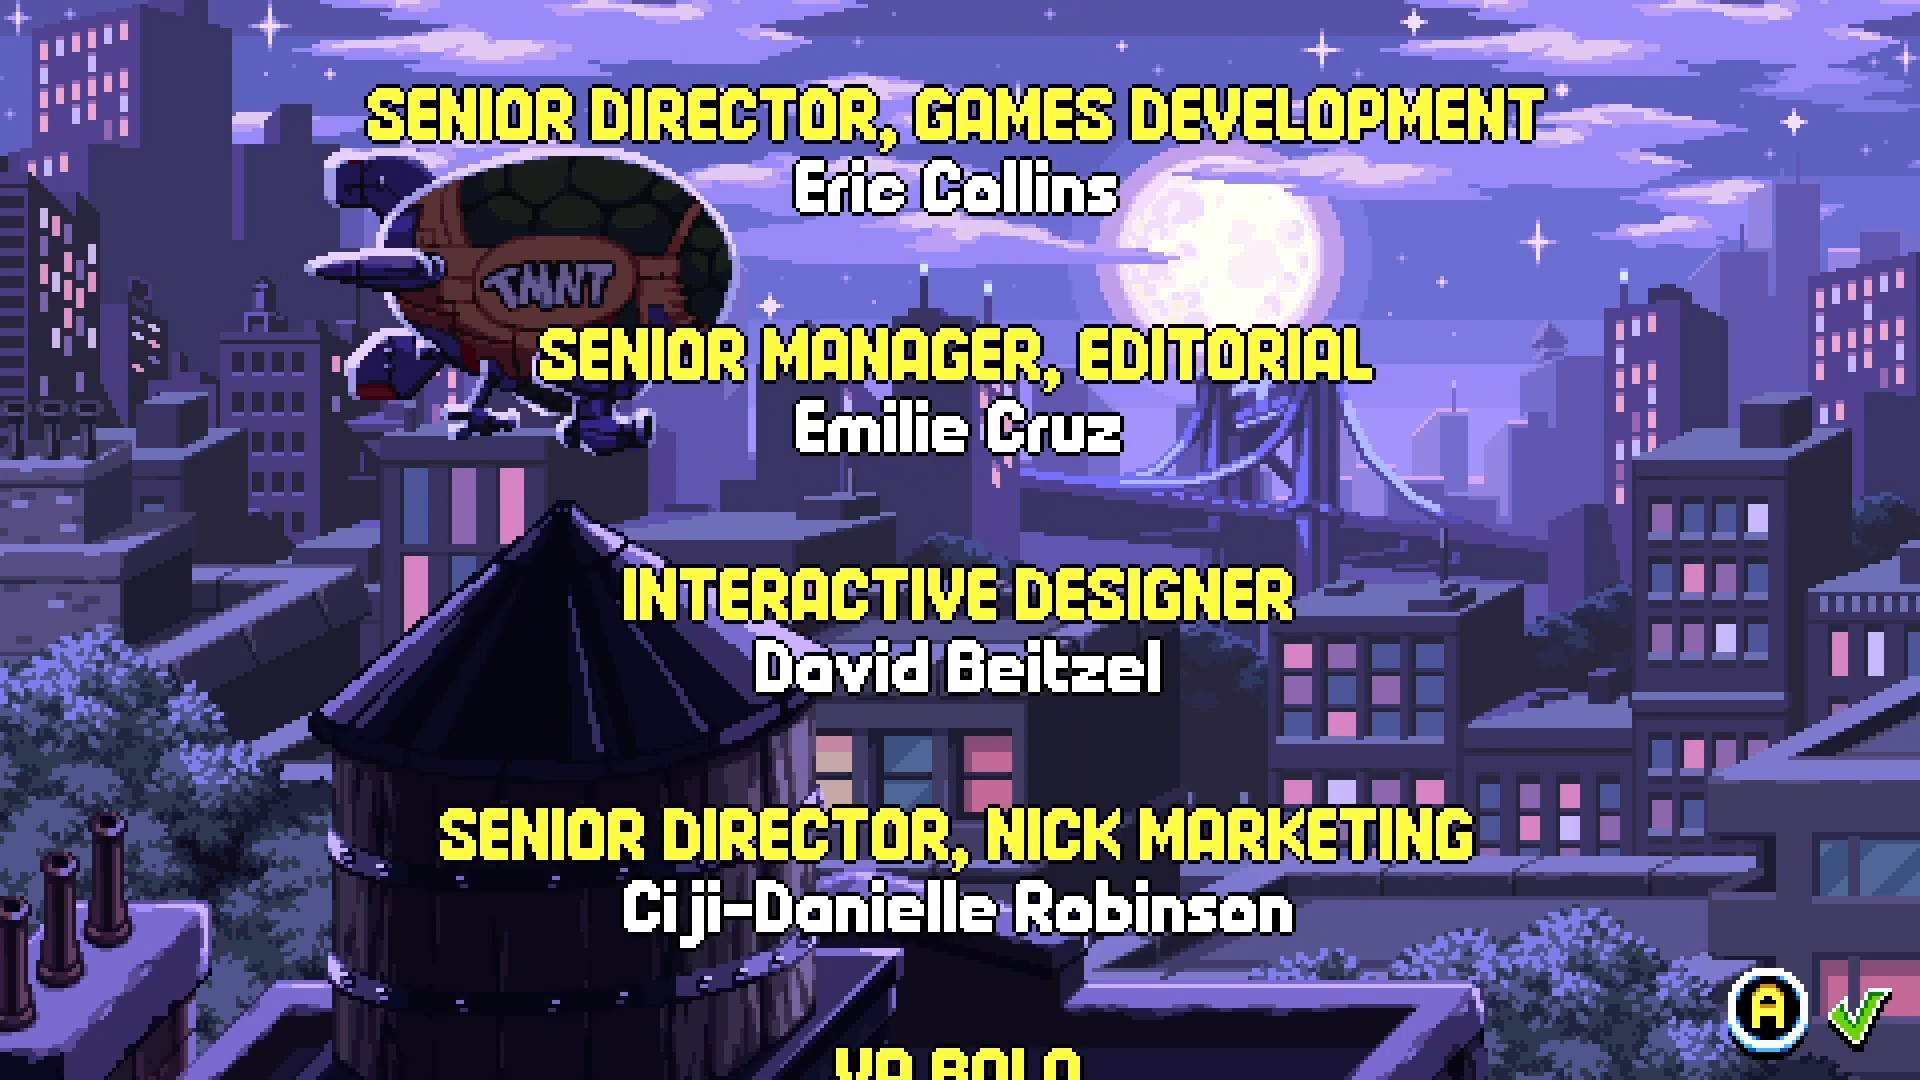 SENIOR DIRECTOR, GAMES DEVELOPMENT
Eric Collins
TMNT
SENIOR MANAGER, EDITORIAL
Emilie Cruz
INTERACTIVE DESIGNER
David Beitzel
SENIOR DIRECTOR, NICK MARKETING
Ciji-Danielle Robinson
A